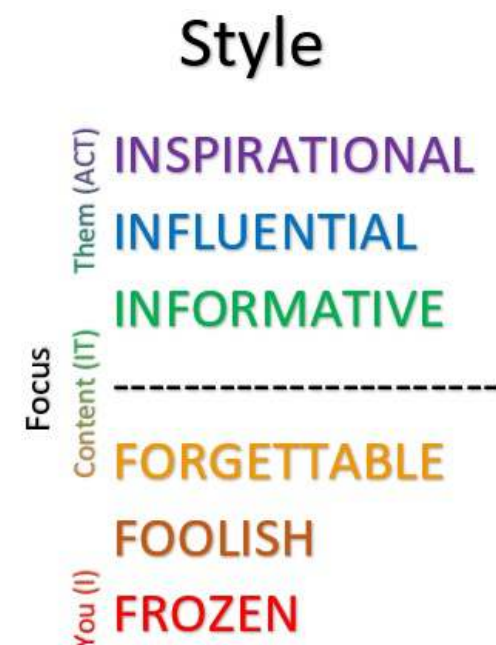 Style
Focus
Them (ACT)
Content (IT)
You (I)
INSPIRATIONAL
INFLUENTIAL
INFORMATIVE
----------------------
FORGETTABLE
FOOLISH
FROZEN